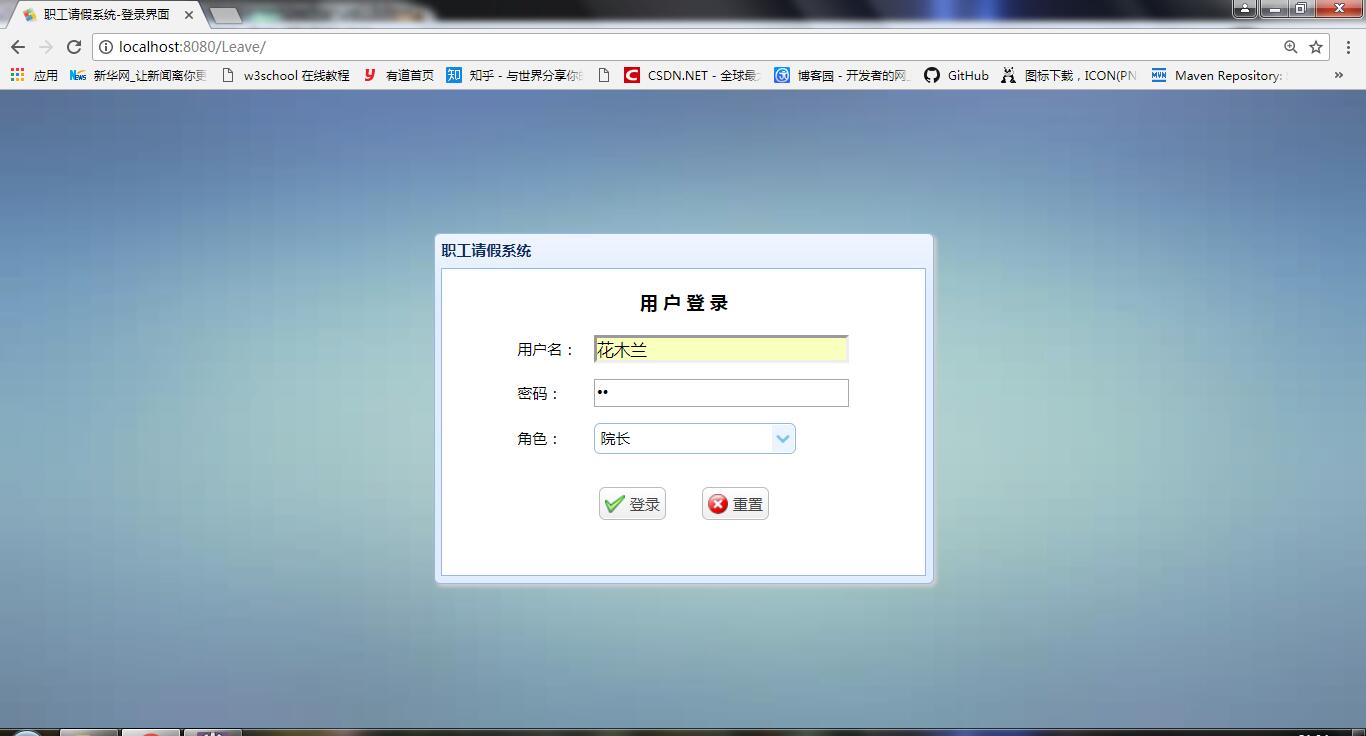 职工请假系统-登录界面
localhost:8080/Leave/
应用 新华网_让新闻离你更 w3school 在线教程 有道首页 知 知乎 - 与世界分享你的 CSDN.NET - 全球最大 博客园 - 开发者的网 GitHub 图标下载，ICON(PN Maven Repository:
职工请假系统
用 户 登 录
用户名： 花木兰
密码： ••
角色： 院长
登录 重置